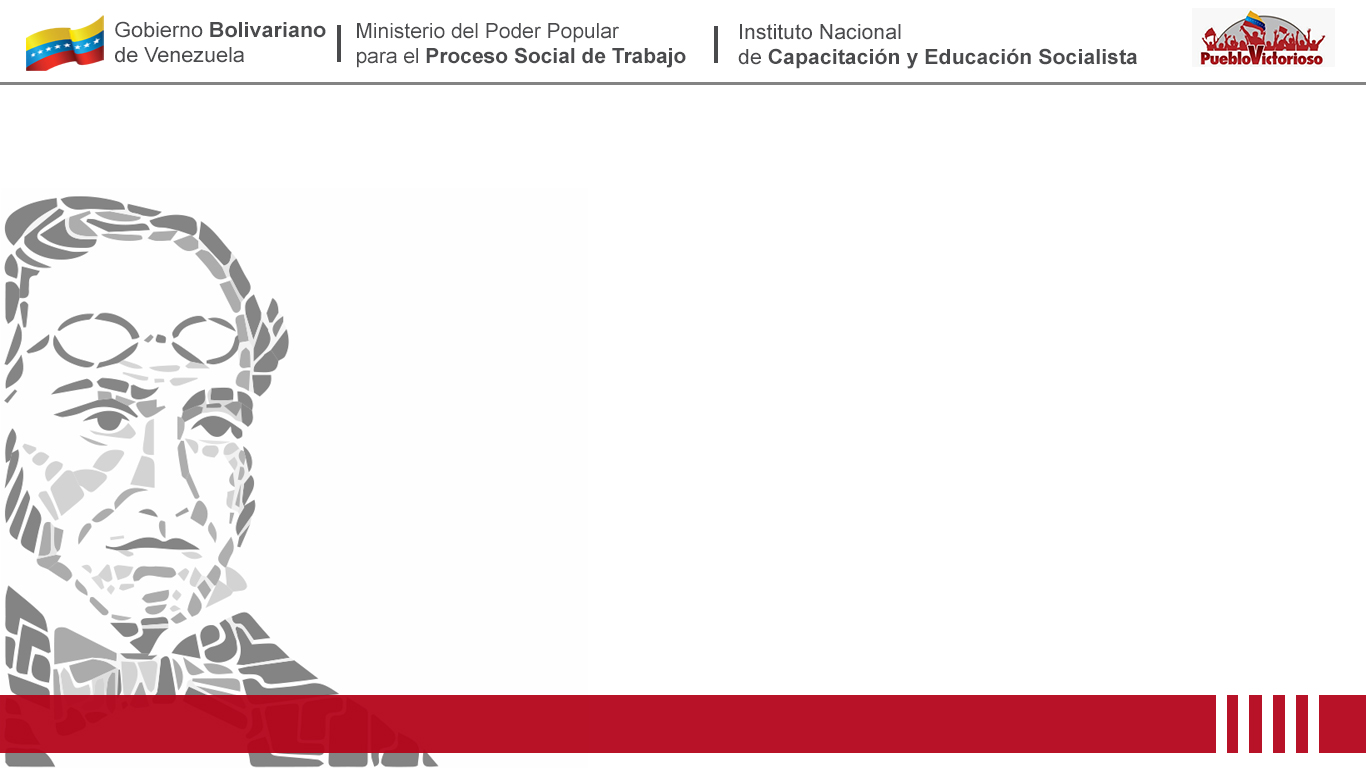 Gobierno Bolivariano
de Venezuela
Ministerio del Poder Popular
para el Proceso Social de Trabajo
Instituto Nacional
de Capacitación y Educación Socialista
PuebloVictorioso